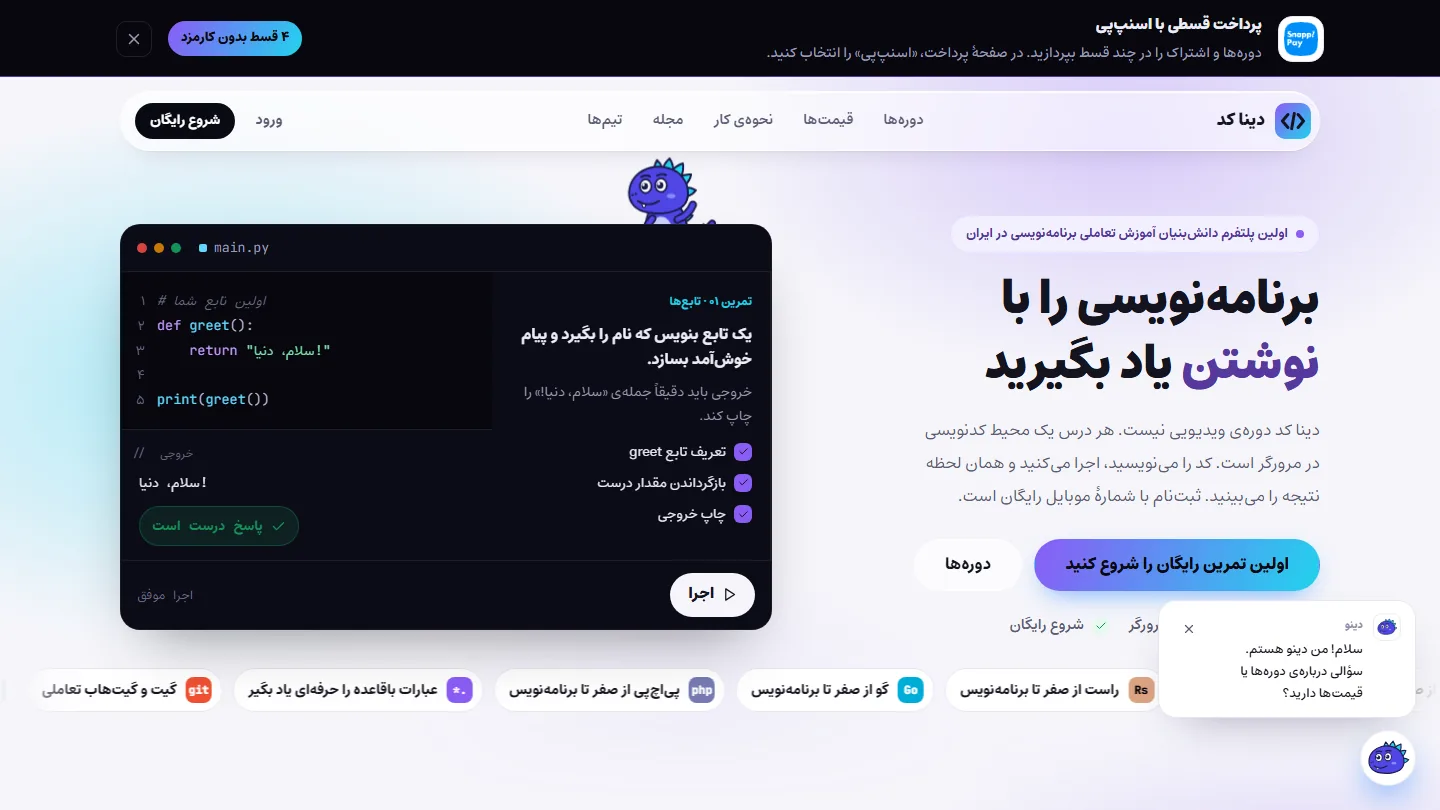 پرداخت قسطی با اسنپ‌پی
دوره‌ها و اشتراک را در چند قسط بپردازید. در صفحهٔ پرداخت، «اسنپ‌پی» را انتخاب کنید.
Snapp!
Pay
۴ قسط بدون کارمزد
دینا کد
دوره‌ها
قیمت‌ها
نحوه‌ی کار
مجله
تیم‌ها
ورود
شروع رایگان
اولین پلتفرم دانش‌بنیان آموزش تعاملی برنامه‌نویسی در ایران
برنامه‌نویسی را با
نوشتن یاد بگیرید
دینا کد دوره‌ی ویدیویی نیست. هر درس یک محیط کدنویسی
در مرورگر است. کد را می‌نویسید، اجرا می‌کنید و همان لحظه
نتیجه را می‌بینید. ثبت‌نام با شمارهٔ موبایل رایگان است.
اولین تمرین رایگان را شروع کنید
دوره‌ها
شروع رایگان
main.py
تمرین ۰۱ · تابع‌ها
یک تابع بنویس که نام را بگیرد و پیام
خوش‌آمد بسازد.
خروجی باید دقیقاً جمله‌ی «سلام، دنیا!» را
چاپ کند.
تعریف تابع greet
بازگرداندن مقدار درست
چاپ خروجی
۱ # اولین تابع شما
۲ def greet():
۳ return "سلام، دنیا!"
۴
۵ print(greet())
// خروجی
سلام، دنیا!
پاسخ درست است
اجرا
اجرا موفق
دینو
سلام! من دینو هستم.
سؤالی درباره‌ی دوره‌ها یا
قیمت‌ها دارید؟
Rs راست از صفر تا برنامه‌نویس
Go گو از صفر تا برنامه‌نویس
php پی‌اچ‌پی از صفر تا برنامه‌نویس
.* عبارات باقاعده را حرفه‌ای یاد بگیر
git گیت و گیت‌هاب تعاملی